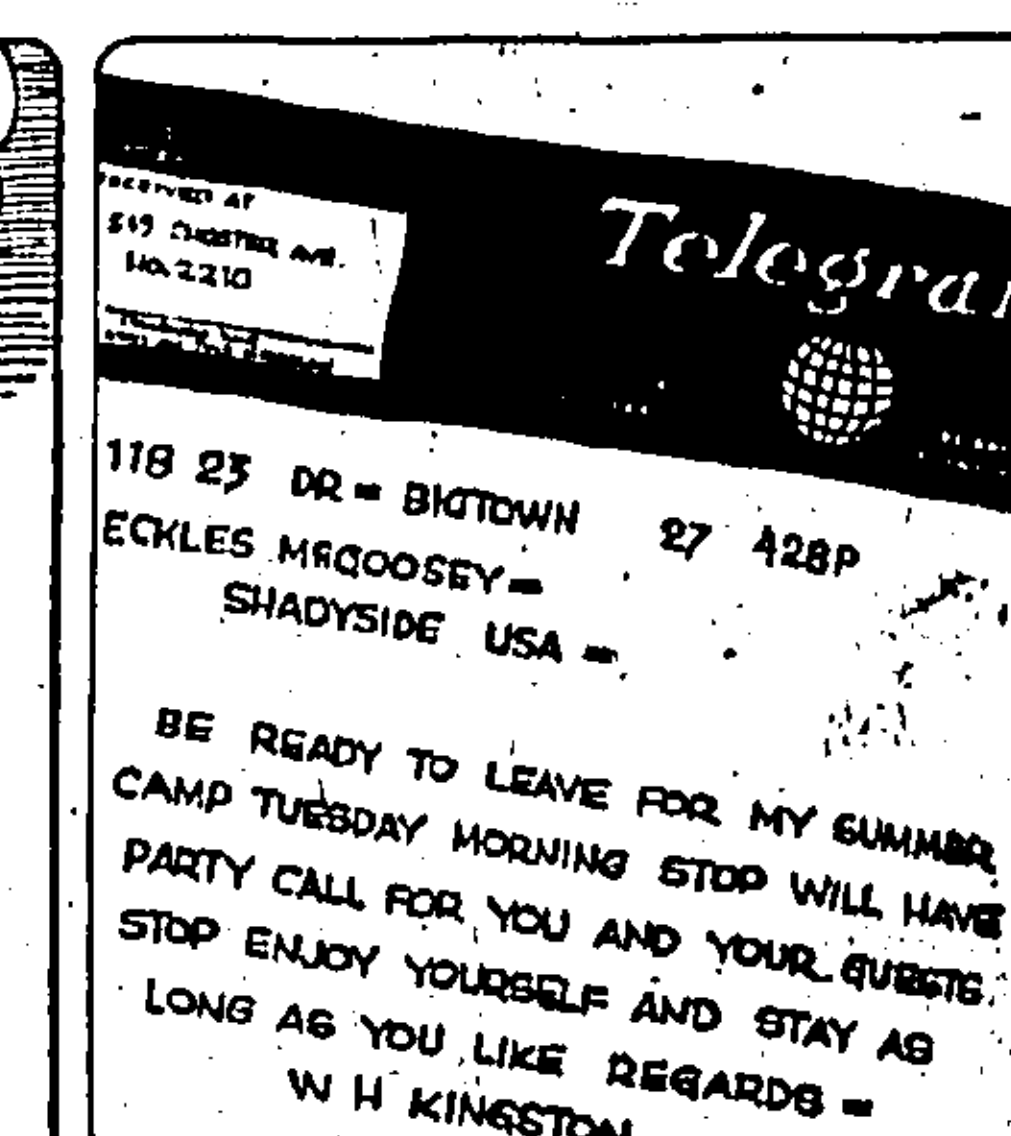 RECEIVED AT
549 CHESTER AVE.
NO. 2210
Telegram
118 23 DR = BIGTOWN 27 428P
ECKLES McGOOSEY =
SHADYSIDE USA =
BE READY TO LEAVE FOR MY SUMMER
CAMP TUESDAY MORNING STOP WILL HAVE
PARTY CALL FOR YOU AND YOUR GUESTS
STOP ENJOY YOURSELF AND STAY AS
LONG AS YOU LIKE REGARDS =
W H KINGSTON